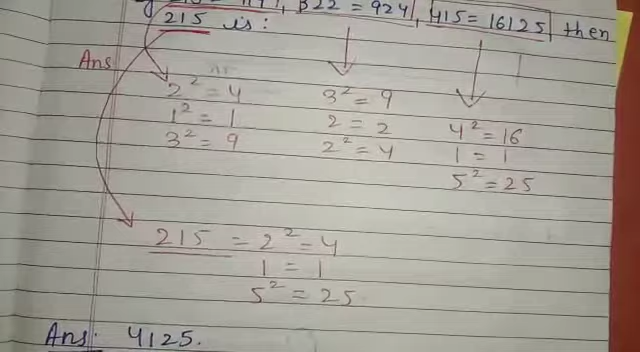 322 = 924, 415 = 16125 then
215 is:
Ans
2² = 4
1² = 1
3² = 9
3² = 9
2 = 2
2² = 4
4² = 16
1 = 1
5² = 25
215 = 2² = 4
1 = 1
5² = 25
Ans: 4125.